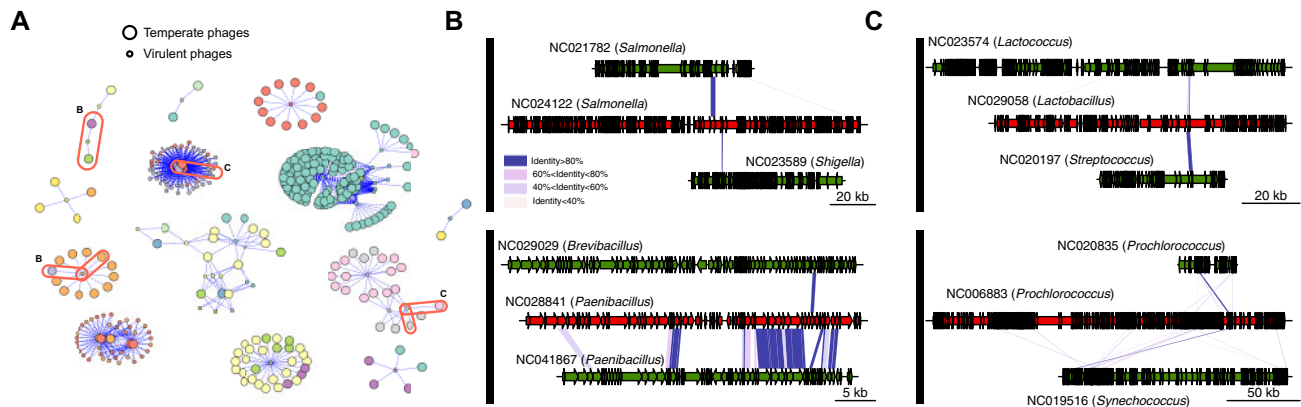 A
Temperate phages
Virulent phages
B
C
B
C
B
NC021782 (Salmonella)
NC024122 (Salmonella)
NC023589 (Shigella)
Identity>80%
60%<Identity<80%
40%<Identity<60%
Identity<40%
20 kb
NC029029 (Brevibacillus)
NC028841 (Paenibacillus)
NC041867 (Paenibacillus)
5 kb
C
NC023574 (Lactococcus)
NC029058 (Lactobacillus)
NC020197 (Streptococcus)
20 kb
NC020835 (Prochlorococcus)
NC006883 (Prochlorococcus)
NC019516 (Synechococcus)
50 kb